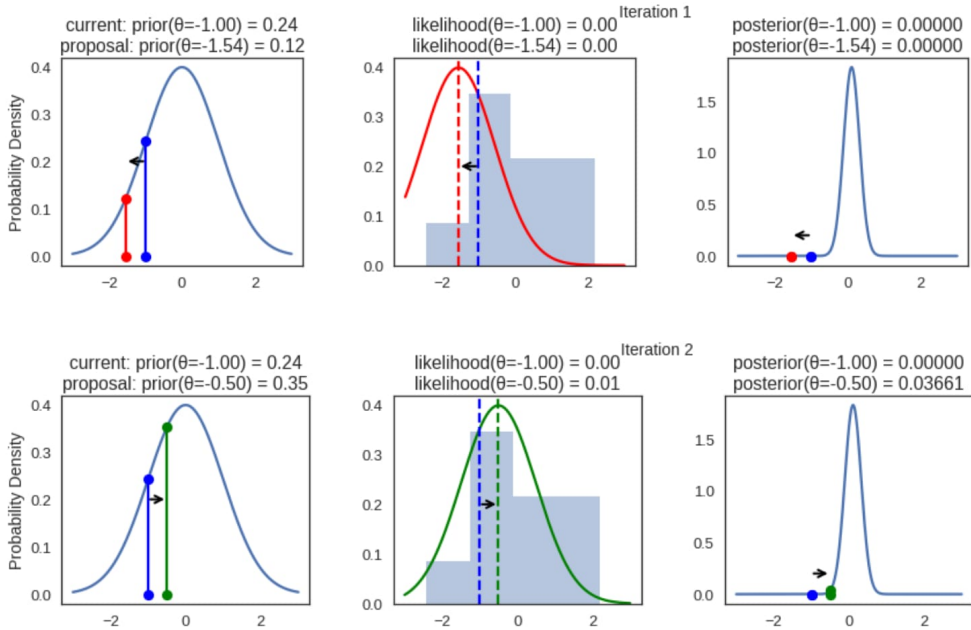 Iteration 1
current: prior(θ=-1.00) = 0.24
proposal: prior(θ=-1.54) = 0.12
likelihood(θ=-1.00) = 0.00
likelihood(θ=-1.54) = 0.00
posterior(θ=-1.00) = 0.00000
posterior(θ=-1.54) = 0.00000
Probability Density
0.4
0.3
0.2
0.1
0.0
−2
0
2
0.4
0.3
0.2
0.1
0.0
−2
0
2
1.5
1.0
0.5
0.0
−2
0
2
Iteration 2
current: prior(θ=-1.00) = 0.24
proposal: prior(θ=-0.50) = 0.35
likelihood(θ=-1.00) = 0.00
likelihood(θ=-0.50) = 0.01
posterior(θ=-1.00) = 0.00000
posterior(θ=-0.50) = 0.03661
Probability Density
0.4
0.3
0.2
0.1
0.0
−2
0
2
0.4
0.3
0.2
0.1
0.0
−2
0
2
1.5
1.0
0.5
0.0
−2
0
2